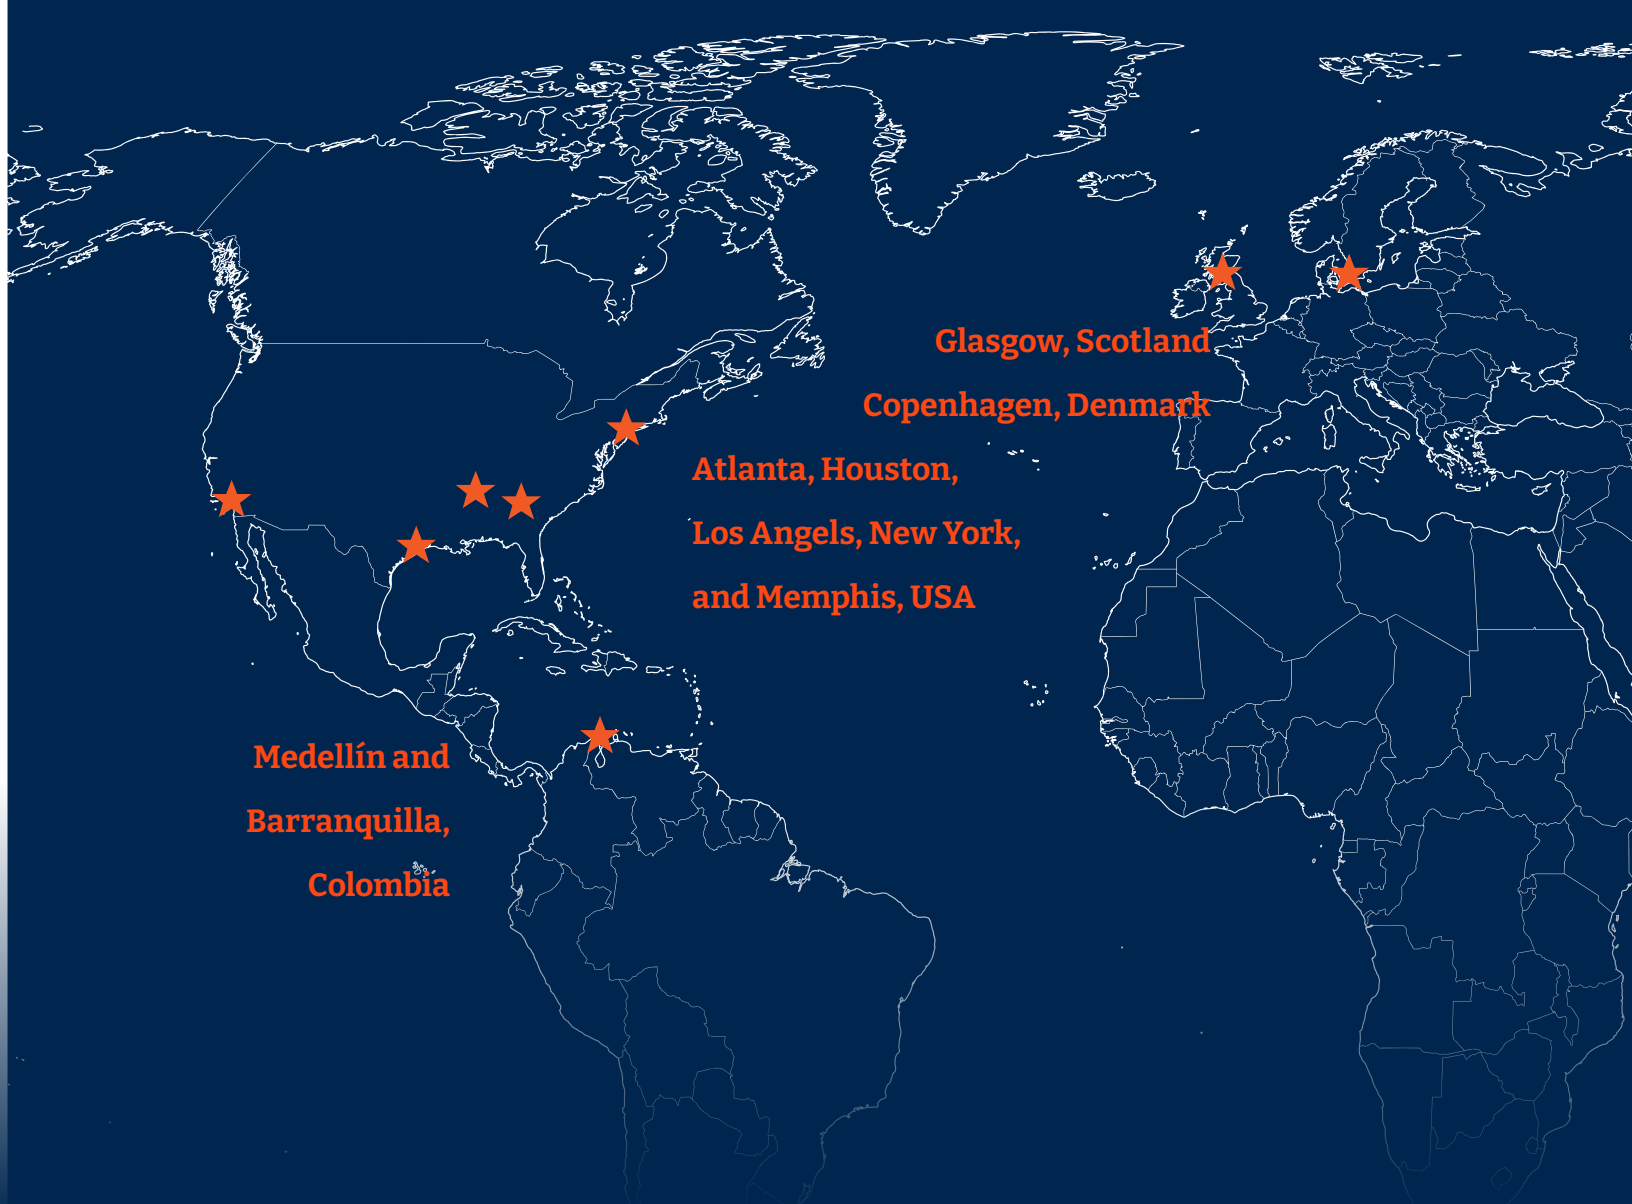 Glasgow, Scotland
Copenhagen, Denmark
Atlanta, Houston,
Los Angels, New York,
and Memphis, USA
Medellín and
Barranquilla,
Colombia